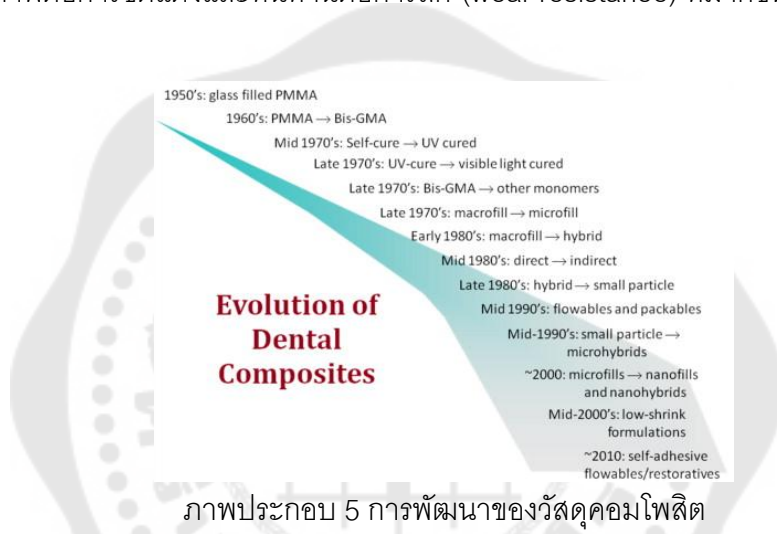 1950's: glass filled PMMA
1960's: PMMA → Bis-GMA
Mid 1970's: Self-cure → UV cured
Late 1970's: UV-cure → visible light cured
Late 1970's: Bis-GMA → other monomers
Late 1970's: macrofill → microfill
Early 1980's: macrofill → hybrid
Mid 1980's: direct → indirect
Late 1980's: hybrid → small particle
Mid 1990's: flowables and packables
Mid-1990's: small particle →
microhybrids
~2000: microfills → nanofills
and nanohybrids
Mid-2000's: low-shrink
formulations
~2010: self-adhesive
flowables/restoratives
Evolution of
Dental
Composites
ภาพประกอบ 5 การพัฒนาของวัสดุคอมโพสิต